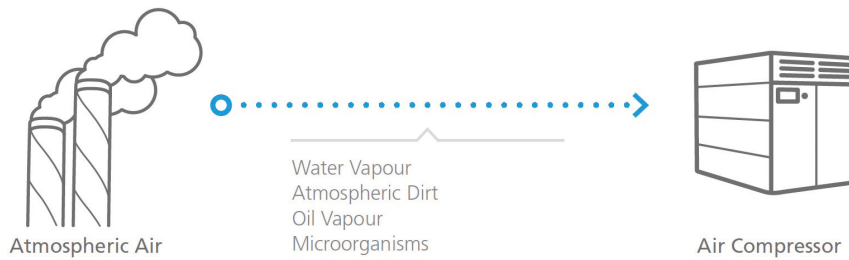 Water Vapour
Atmospheric Dirt
Oil Vapour
Microorganisms
Atmospheric Air
Air Compressor